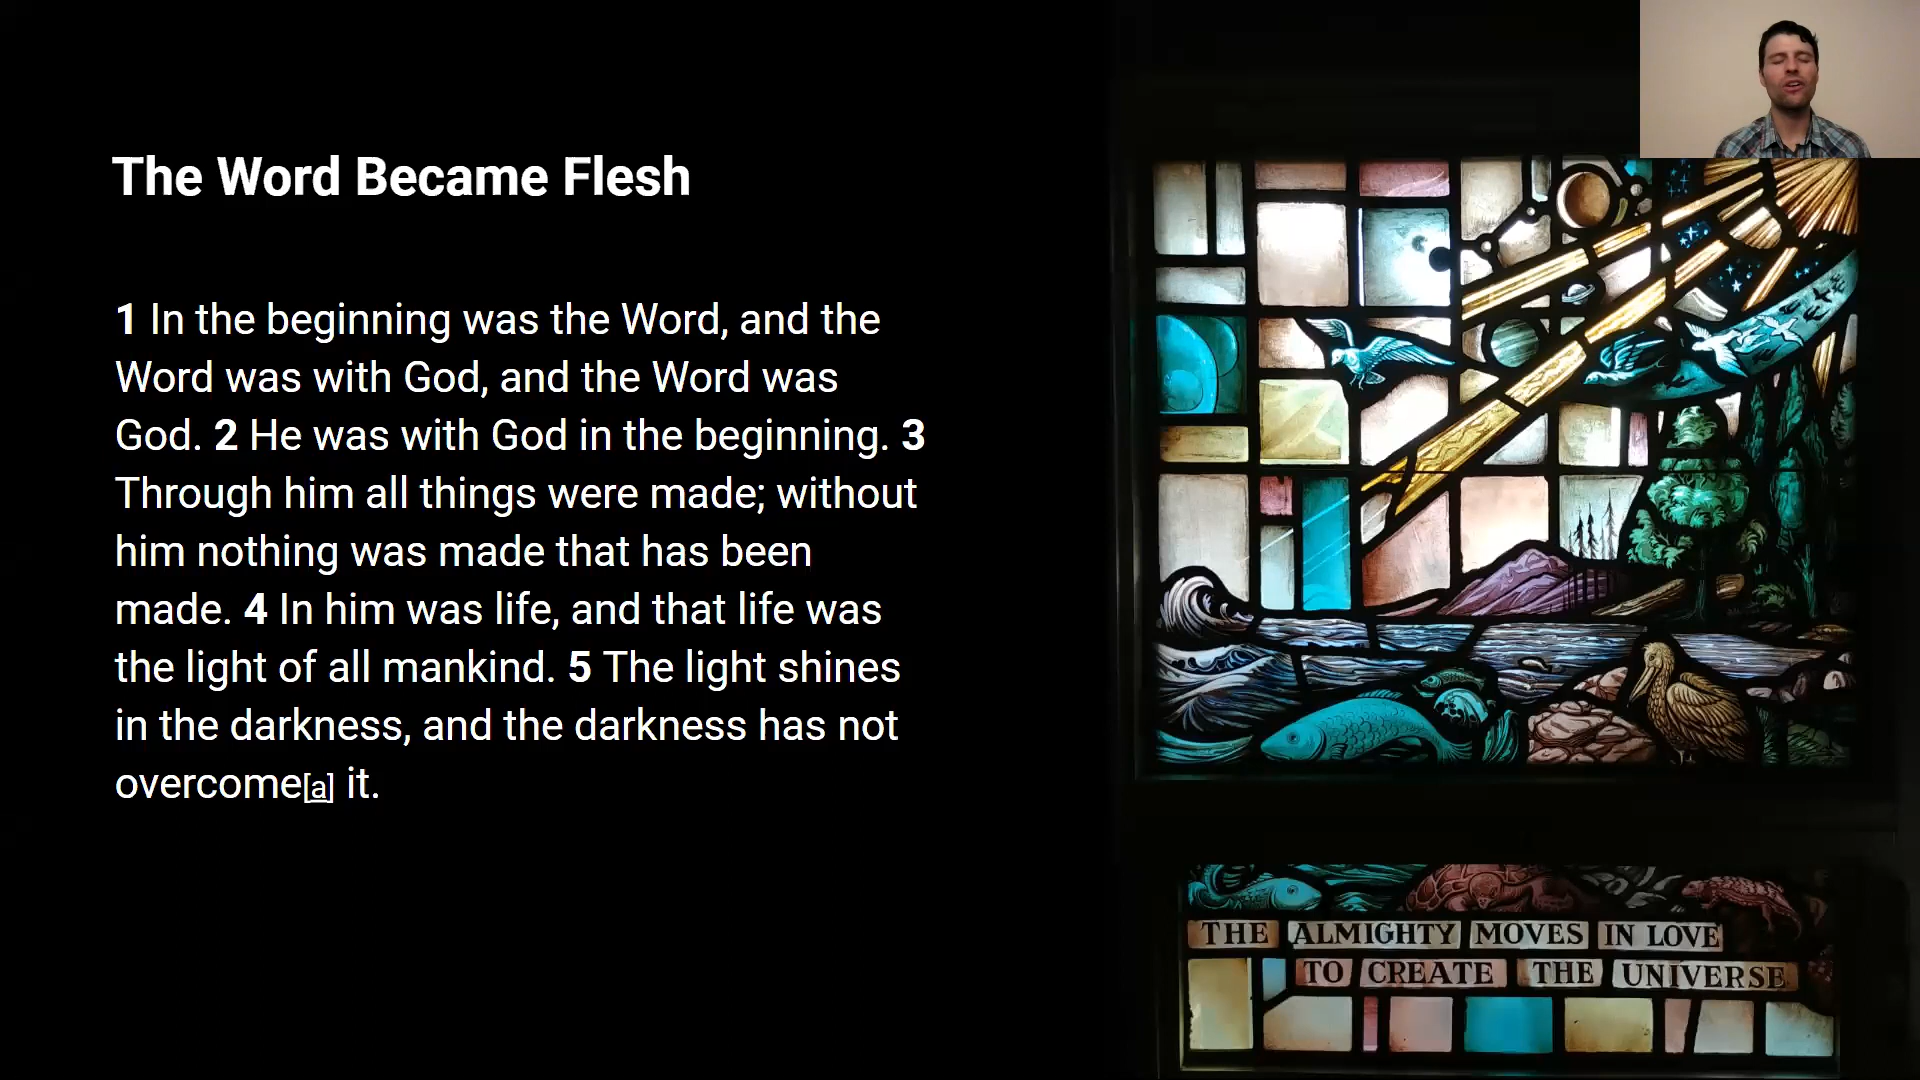 The Word Became Flesh
1 In the beginning was the Word, and the
Word was with God, and the Word was
God. 2 He was with God in the beginning. 3
Through him all things were made; without
him nothing was made that has been
made. 4 In him was life, and that life was
the light of all mankind. 5 The light shines
in the darkness, and the darkness has not
overcome[a] it.
THE ALMIGHTY MOVES IN LOVE
TO CREATE THE UNIVERSE